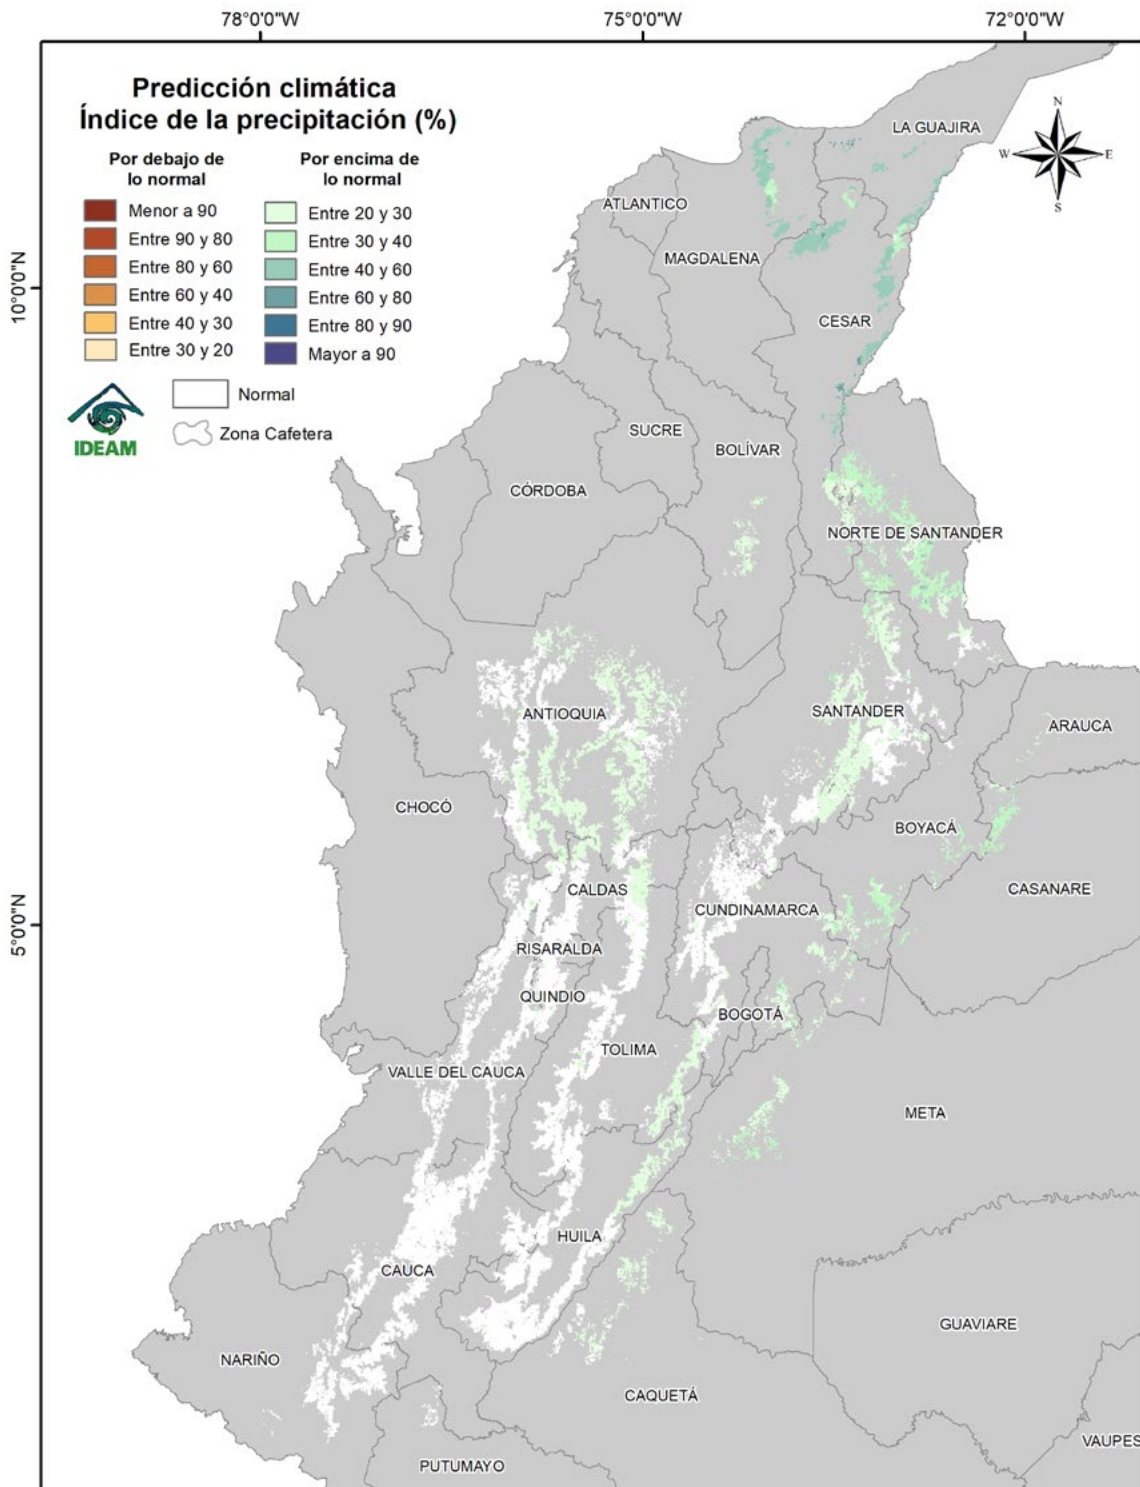 78°0'0"W
75°0'0"W
72°0'0"W
Predicción climática
Índice de la precipitación (%)
Por debajo de
lo normal
Por encima de
lo normal
Menor a 90
Entre 20 y 30
Entre 90 y 80
Entre 30 y 40
Entre 80 y 60
Entre 40 y 60
Entre 60 y 40
Entre 60 y 80
Entre 40 y 30
Entre 80 y 90
Entre 30 y 20
Mayor a 90
Normal
Zona Cafetera
IDEAM
N
W
E
S
10°0'0"N
5°0'0"N
LA GUAJIRA
ATLANTICO
MAGDALENA
CESAR
SUCRE
BOLÍVAR
CÓRDOBA
NORTE DE SANTANDER
ANTIOQUIA
SANTANDER
ARAUCA
CHOCÓ
BOYACÁ
CALDAS
CASANARE
CUNDINAMARCA
RISARALDA
QUINDIO
BOGOTÁ
TOLIMA
VALLE DEL CAUCA
META
HUILA
CAUCA
GUAVIARE
NARIÑO
CAQUETÁ
VAUPES
PUTUMAYO